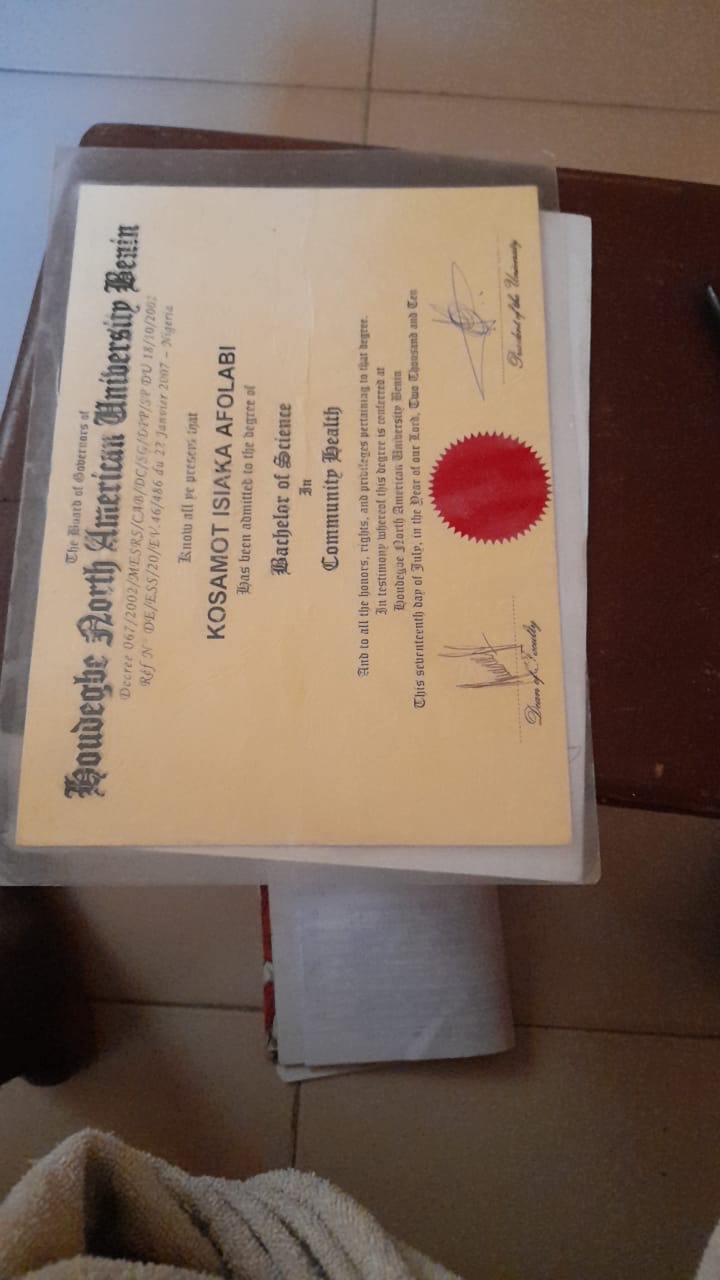 The Board of Governors of
Houdegbe North American University Benin
Decree 067/2002/MESRS/CAB/DC/SG/DPP/SP DU 18/10/2002
Réf N° DE/ESS/20/EV.46/486 du 22 Janvier 2007 – Nigeria
Know all ye present that
KOSAMOT ISIAKA AFOLABI
Has been admitted to the degree of
Bachelor of Science
In
Community Health
And to all the honors, rights, and privileges pertaining to that degree.
In testimony whereof this degree is conferred at
Houdegbe North American University Benin
This seventeenth day of July, in the Year of our Lord, Two Thousand and Ten
Dean of Faculty
President of the University